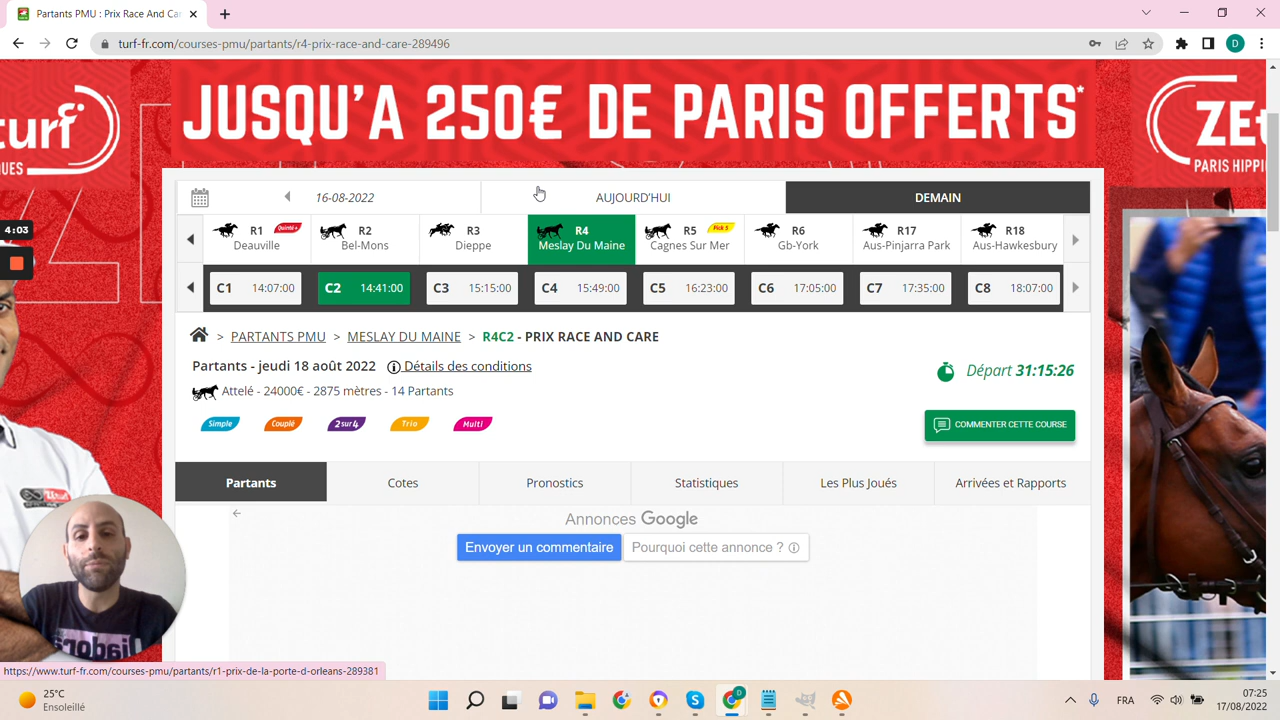 Partants PMU : Prix Race And Ca
turf-fr.com/courses-pmu/partants/r4-prix-race-and-care-289496
D
turf
QUES
JUSQU'A 250€ DE PARIS OFFERTS*
PARIS HIPPI
16-08-2022
AUJOURD'HUI
DEMAIN
R1 Quinté+
Deauville
R2
Bel-Mons
R3
Dieppe
R4
Meslay Du Maine
R5 Pick 5
Cagnes Sur Mer
R6
Gb-York
R17
Aus-Pinjarra Park
R18
Aus-Hawkesbury
4:03
C1 14:07:00
C2 14:41:00
C3 15:15:00
C4 15:49:00
C5 16:23:00
C6 17:05:00
C7 17:35:00
C8 18:07:00
> PARTANTS PMU > MESLAY DU MAINE > R4C2 - PRIX RACE AND CARE
Partants - jeudi 18 août 2022 Détails des conditions
Départ 31:15:26
Attelé - 24000€ - 2875 mètres - 14 Partants
Simple
Couplé
2sur4
Trio
Multi
COMMENTER CETTE COURSE
Partants
Cotes
Pronostics
Statistiques
Les Plus Joués
Arrivées et Rapports
Annonces Google
Envoyer un commentaire
Pourquoi cette annonce ?
https://www.turf-fr.com/courses-pmu/partants/r1-prix-de-la-porte-d-orleans-289381
25°C
Ensoleillé
FRA
07:25
17/08/2022